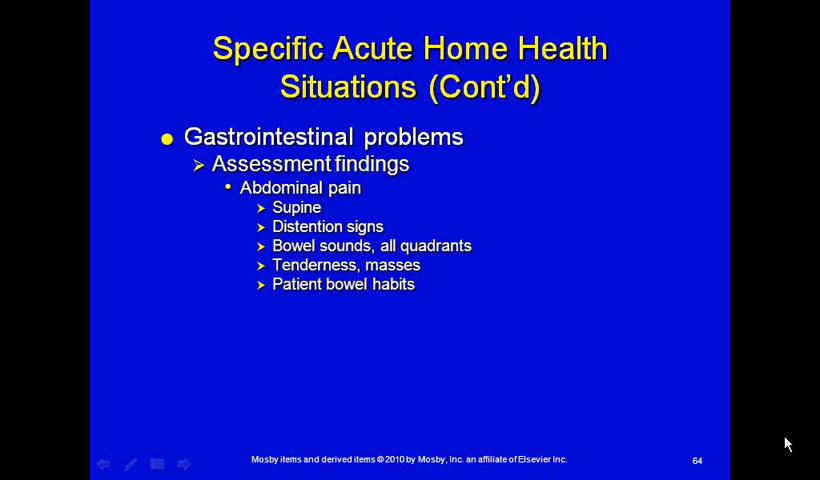 Specific Acute Home Health
Situations (Cont’d)
Gastrointestinal problems
Assessment findings
Abdominal pain
Supine
Distention signs
Bowel sounds, all quadrants
Tenderness, masses
Patient bowel habits
Mosby items and derived items © 2010 by Mosby, Inc. an affiliate of Elsevier Inc.
64